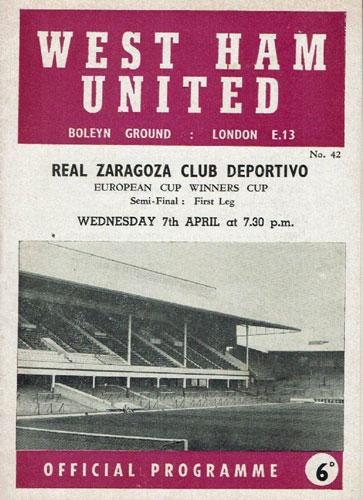 WEST HAM
UNITED
BOLEYN GROUND : LONDON E.13
No. 42
REAL ZARAGOZA CLUB DEPORTIVO
EUROPEAN CUP WINNERS CUP
Semi-Final : First Leg
WEDNESDAY 7th APRIL at 7.30 p.m.
OFFICIAL PROGRAMME
6D